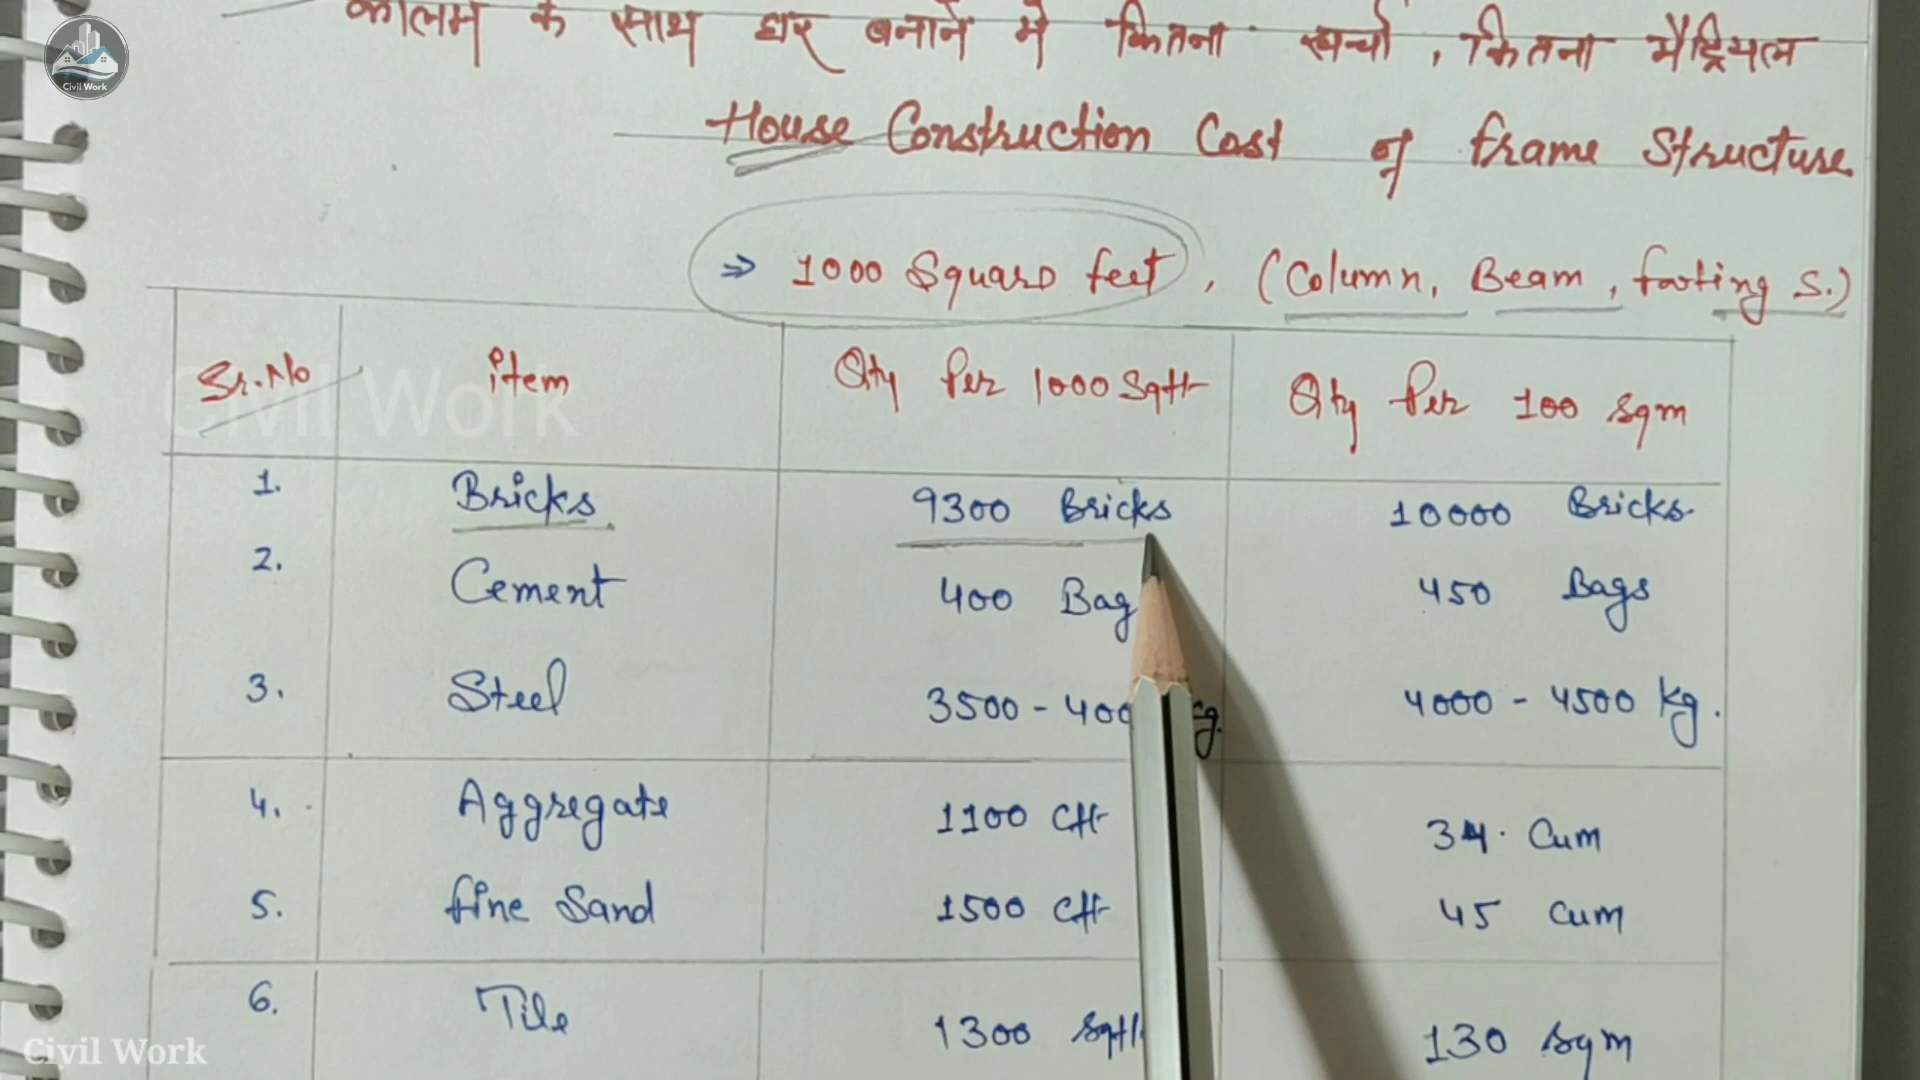 कालम के साथ घर बनाने में कितना खर्चा, कितना मैट्रियल
Civil Work
House Construction Cost of frame Structure
⇒ 1000 Square feet, (Column, Beam, footing S.)
Sr.No item Qty Per 1000 Sqft Qty Per 100 sqm
Civil Work
1. Bricks 9300 Bricks 10000 Bricks.
2. Cement 400 Bag 450 Bags
3. Steel 3500 - 400 kg. 4000 - 4500 kg.
4. Aggregate 1100 Cft 34. Cum
5. fine Sand 1500 Cft 45 Cum
6. Tile 1300 Sqft 130 sqm
Civil Work